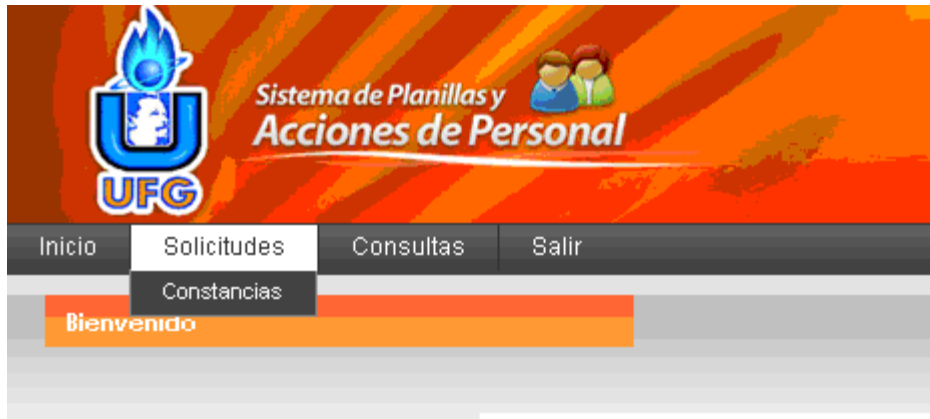 Sistema de Planillas y
Acciones de Personal
U
UFG
Inicio Solicitudes Consultas Salir
Constancias
Bienvenido